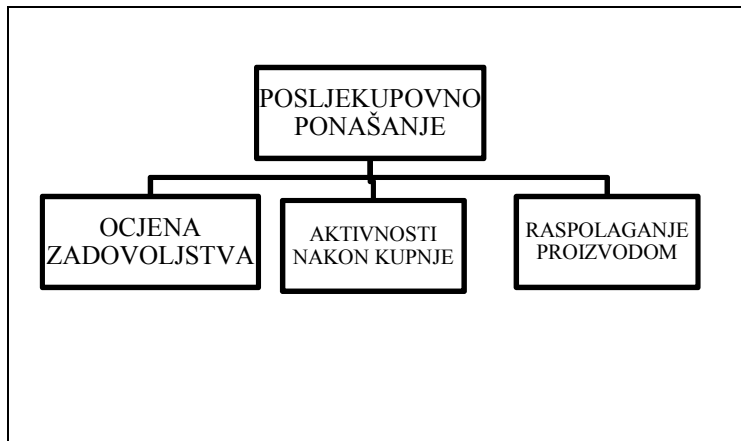 POSLJEKUPOVNO
PONAŠANJE
OCJENA
ZADOVOLJSTVA
AKTIVNOSTI
NAKON KUPNJE
RASPOLAGANJE
PROIZVODOM